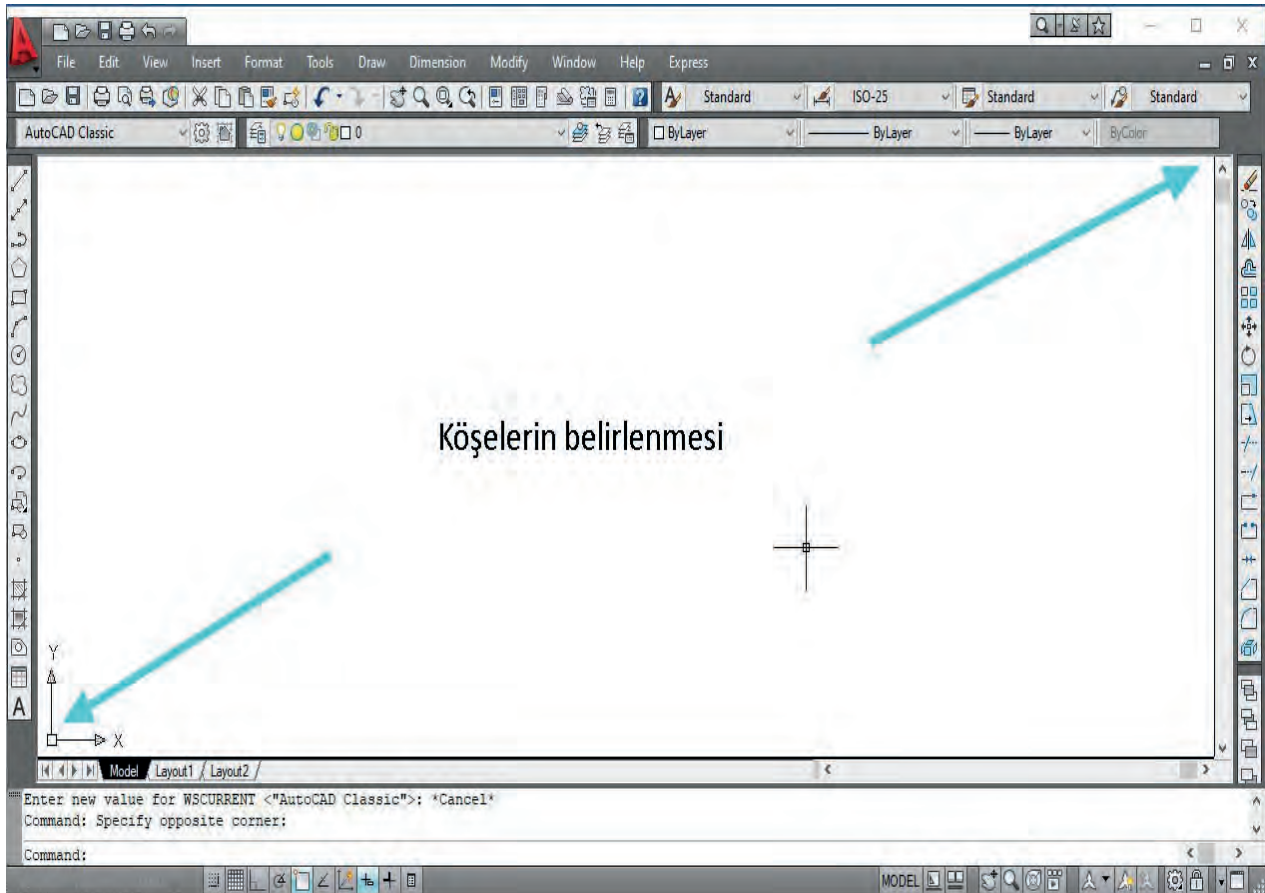 File Edit View Insert Format Tools Draw Dimension Modify Window Help Express
Standard ISO-25 Standard Standard
AutoCAD Classic 0 ByLayer ByLayer ByLayer ByColor
Köşelerin belirlenmesi
Y
X
A
Model Layout1 Layout2
Enter new value for WSCURRENT <"AutoCAD Classic">: *Cancel*
Command: Specify opposite corner:
Command:
MODEL